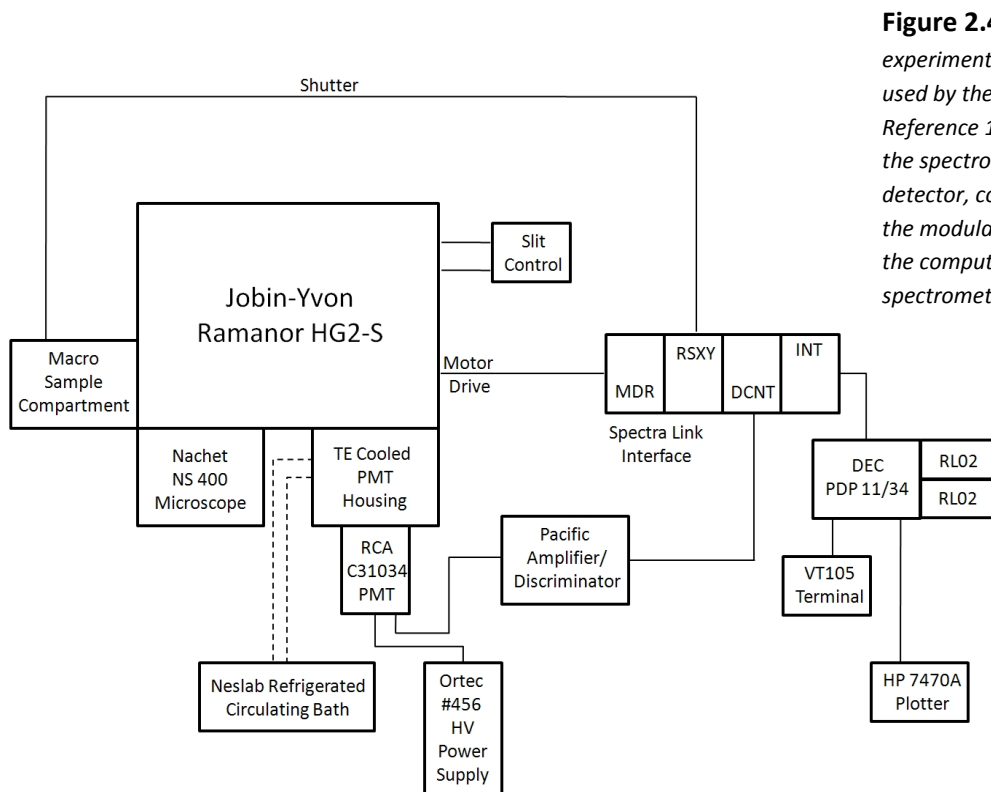 Figure 2.4
experiment
used by the
Reference 1
the spectro
detector, co
the modula
the comput
spectromet
Shutter
Slit
Control
Jobin-Yvon
Ramanor HG2-S
Macro
Sample
Compartment
Motor
Drive
MDR
RSXY
DCNT
INT
Spectra Link
Interface
Nachet
NS 400
Microscope
TE Cooled
PMT
Housing
DEC
PDP 11/34
RL02
RL02
RCA
C31034
PMT
Pacific
Amplifier/
Discriminator
VT105
Terminal
Neslab Refrigerated
Circulating Bath
Ortec
#456
HV
Power
Supply
HP 7470A
Plotter